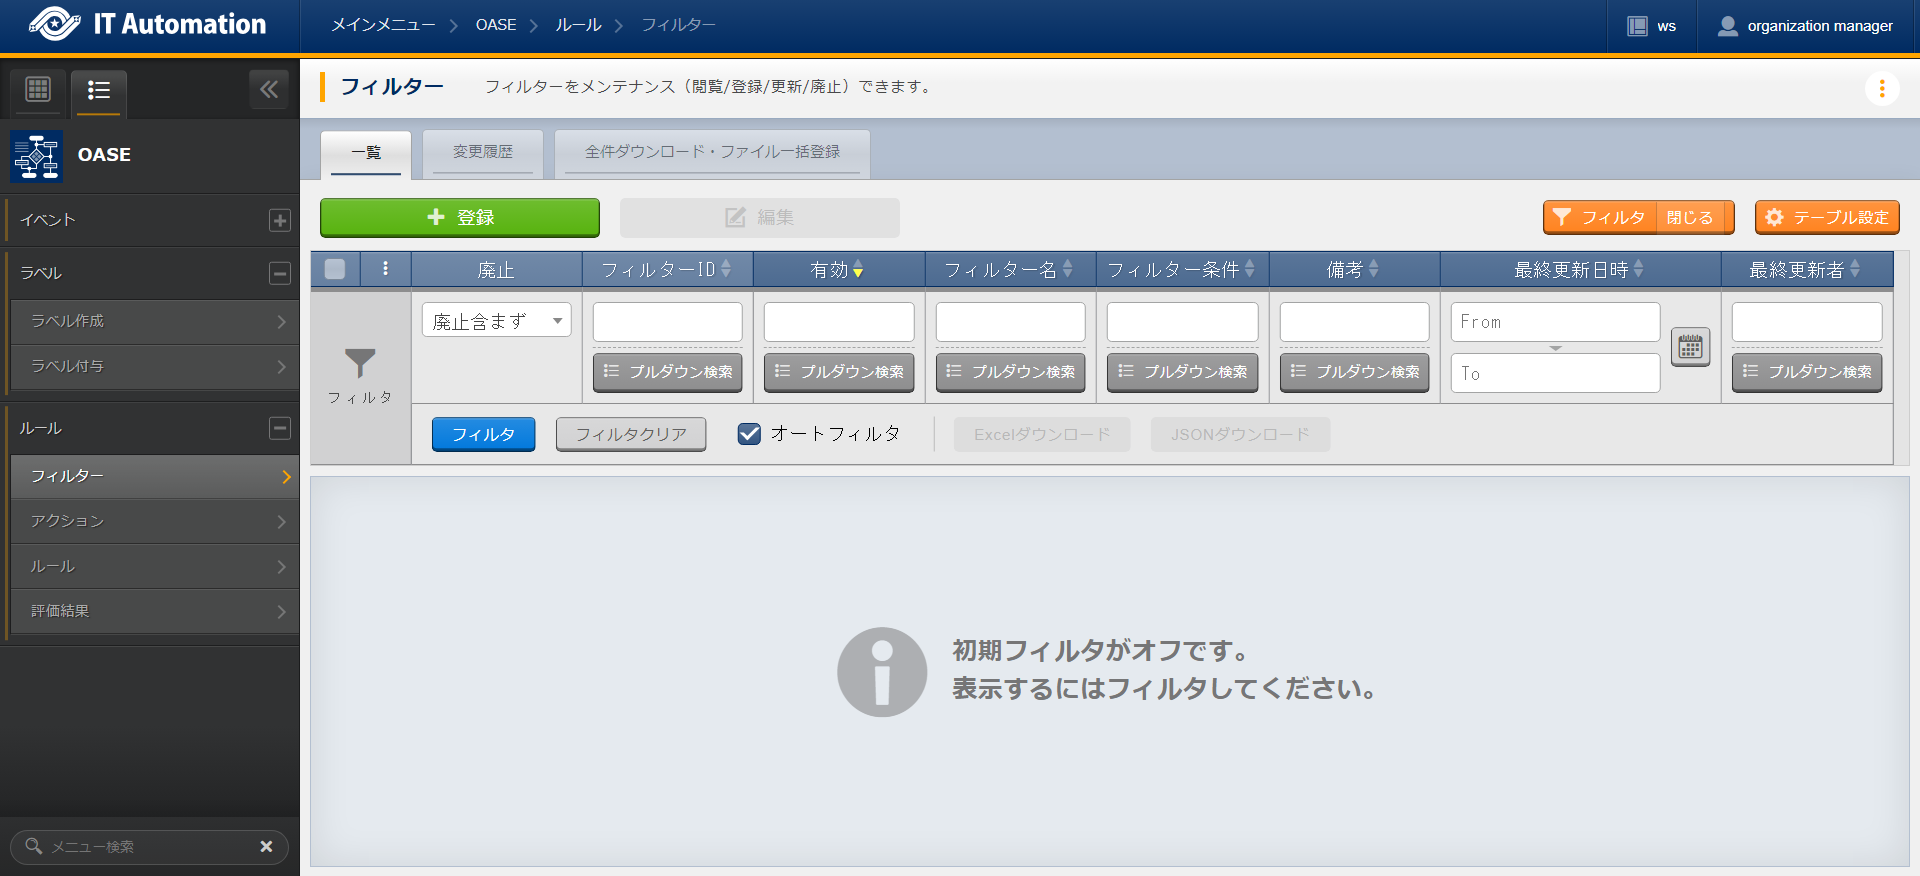 IT Automation
メインメニュー
OASE
ルール
フィルター
ws
organization manager
OASE
イベント
ラベル
ラベル作成
ラベル付与
ルール
フィルター
アクション
ルール
評価結果
メニュー検索
フィルター
フィルターをメンテナンス（閲覧/登録/更新/廃止）できます。
一覧
変更履歴
全件ダウンロード・ファイル一括登録
登録
編集
フィルタ
閉じる
テーブル設定
廃止
フィルターID
有効
フィルター名
フィルター条件
備考
最終更新日時
最終更新者
フィルタ
廃止含まず
プルダウン検索
プルダウン検索
プルダウン検索
プルダウン検索
プルダウン検索
From
To
プルダウン検索
フィルタ
フィルタクリア
オートフィルタ
Excelダウンロード
JSONダウンロード
初期フィルタがオフです。
表示するにはフィルタしてください。